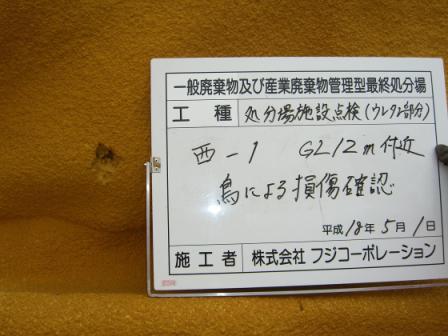 一般廃棄物及び産業廃棄物管理型最終処分場
工種 処分場施設点検(ウレタン部分)
西-1 GL12m付近
鳥による損傷確認
平成18年5月1日
施工者 株式会社 フジコーポレーション